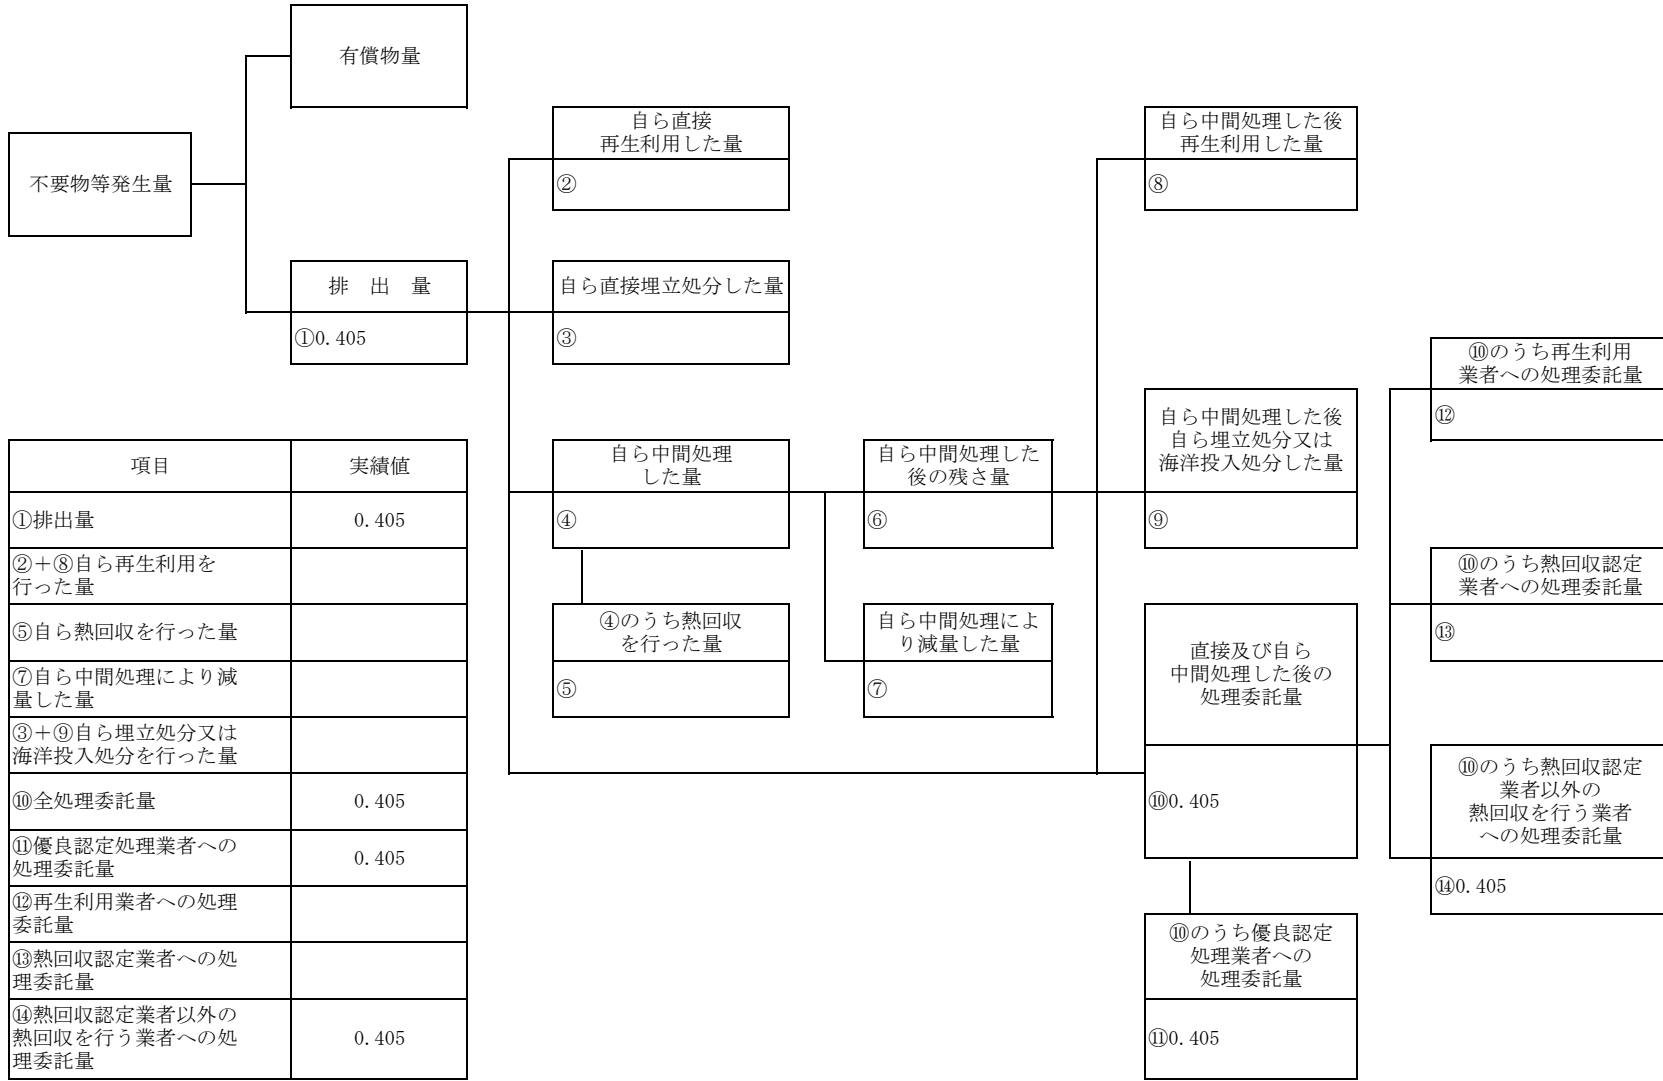 有償物量
不要物等発生量
排　出　量
①0.405
自ら直接
再生利用した量
②
自ら直接埋立処分した量
③
自ら中間処理
した量
④
④のうち熱回収
を行った量
⑤
自ら中間処理した
後の残さ量
⑥
自ら中間処理によ
り減量した量
⑦
自ら中間処理した後
再生利用した量
⑧
自ら中間処理した後
自ら埋立処分又は
海洋投入処分した量
⑨
直接及び自ら
中間処理した後の
処理委託量
⑩0.405
⑩のうち優良認定
処理業者への
処理委託量
⑪0.405
⑩のうち再生利用
業者への処理委託量
⑫
⑩のうち熱回収認定
業者への処理委託量
⑬
⑩のうち熱回収認定
業者以外の
熱回収を行う業者
への処理委託量
⑭0.405
項目 実績値
①排出量 0.405
②＋⑧自ら再生利用を
行った量
⑤自ら熱回収を行った量
⑦自ら中間処理により減
量した量
③＋⑨自ら埋立処分又は
海洋投入処分を行った量
⑩全処理委託量 0.405
⑪優良認定処理業者への
処理委託量 0.405
⑫再生利用業者への処理
委託量
⑬熱回収認定業者への処
理委託量
⑭熱回収認定業者以外の
熱回収を行う業者への処 0.405
理委託量